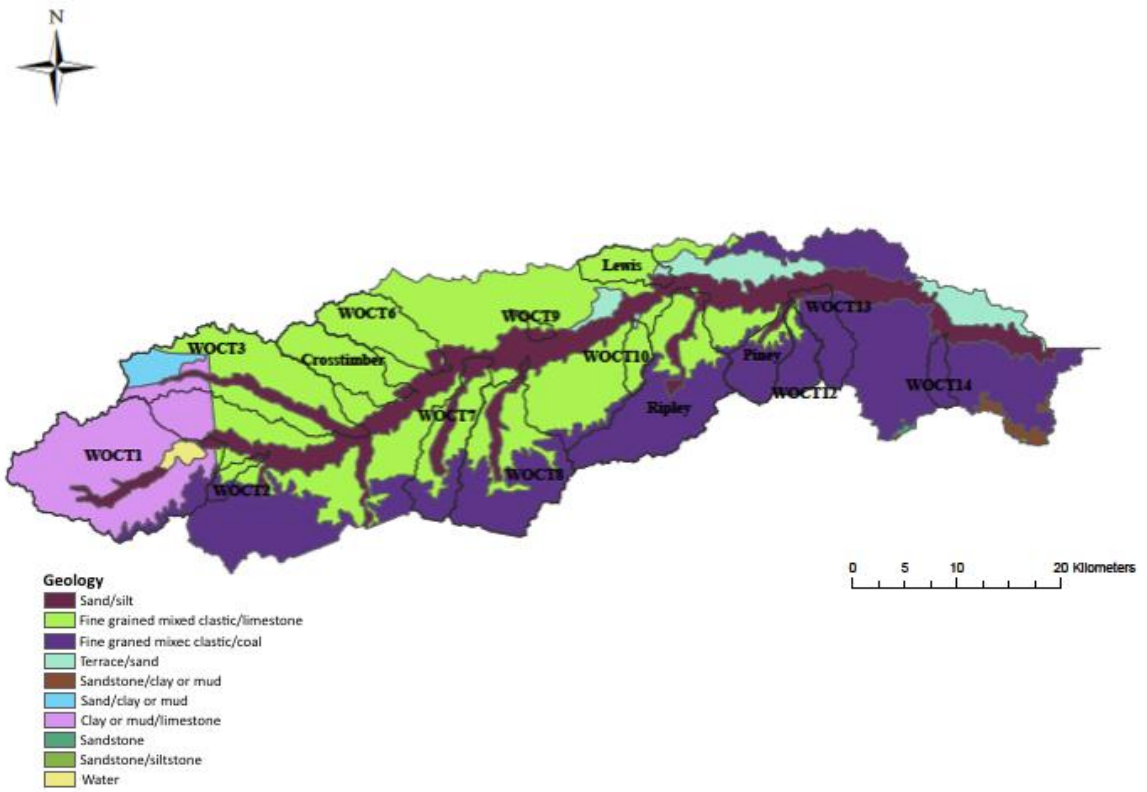 N
Lewis
WOCT6
WOCT9
WOCT13
WOCT3
Crosstimber
WOCT10
Piney
WOCT14
WOCT12
WOCT7
Ripley
WOCT1
WOCT8
WOCT2
0 5 10 20 Kilometers
Geology
Sand/silt
Fine grained mixed clastic/limestone
Fine graned mixec clastic/coal
Terrace/sand
Sandstone/clay or mud
Sand/clay or mud
Clay or mud/limestone
Sandstone
Sandstone/siltstone
Water